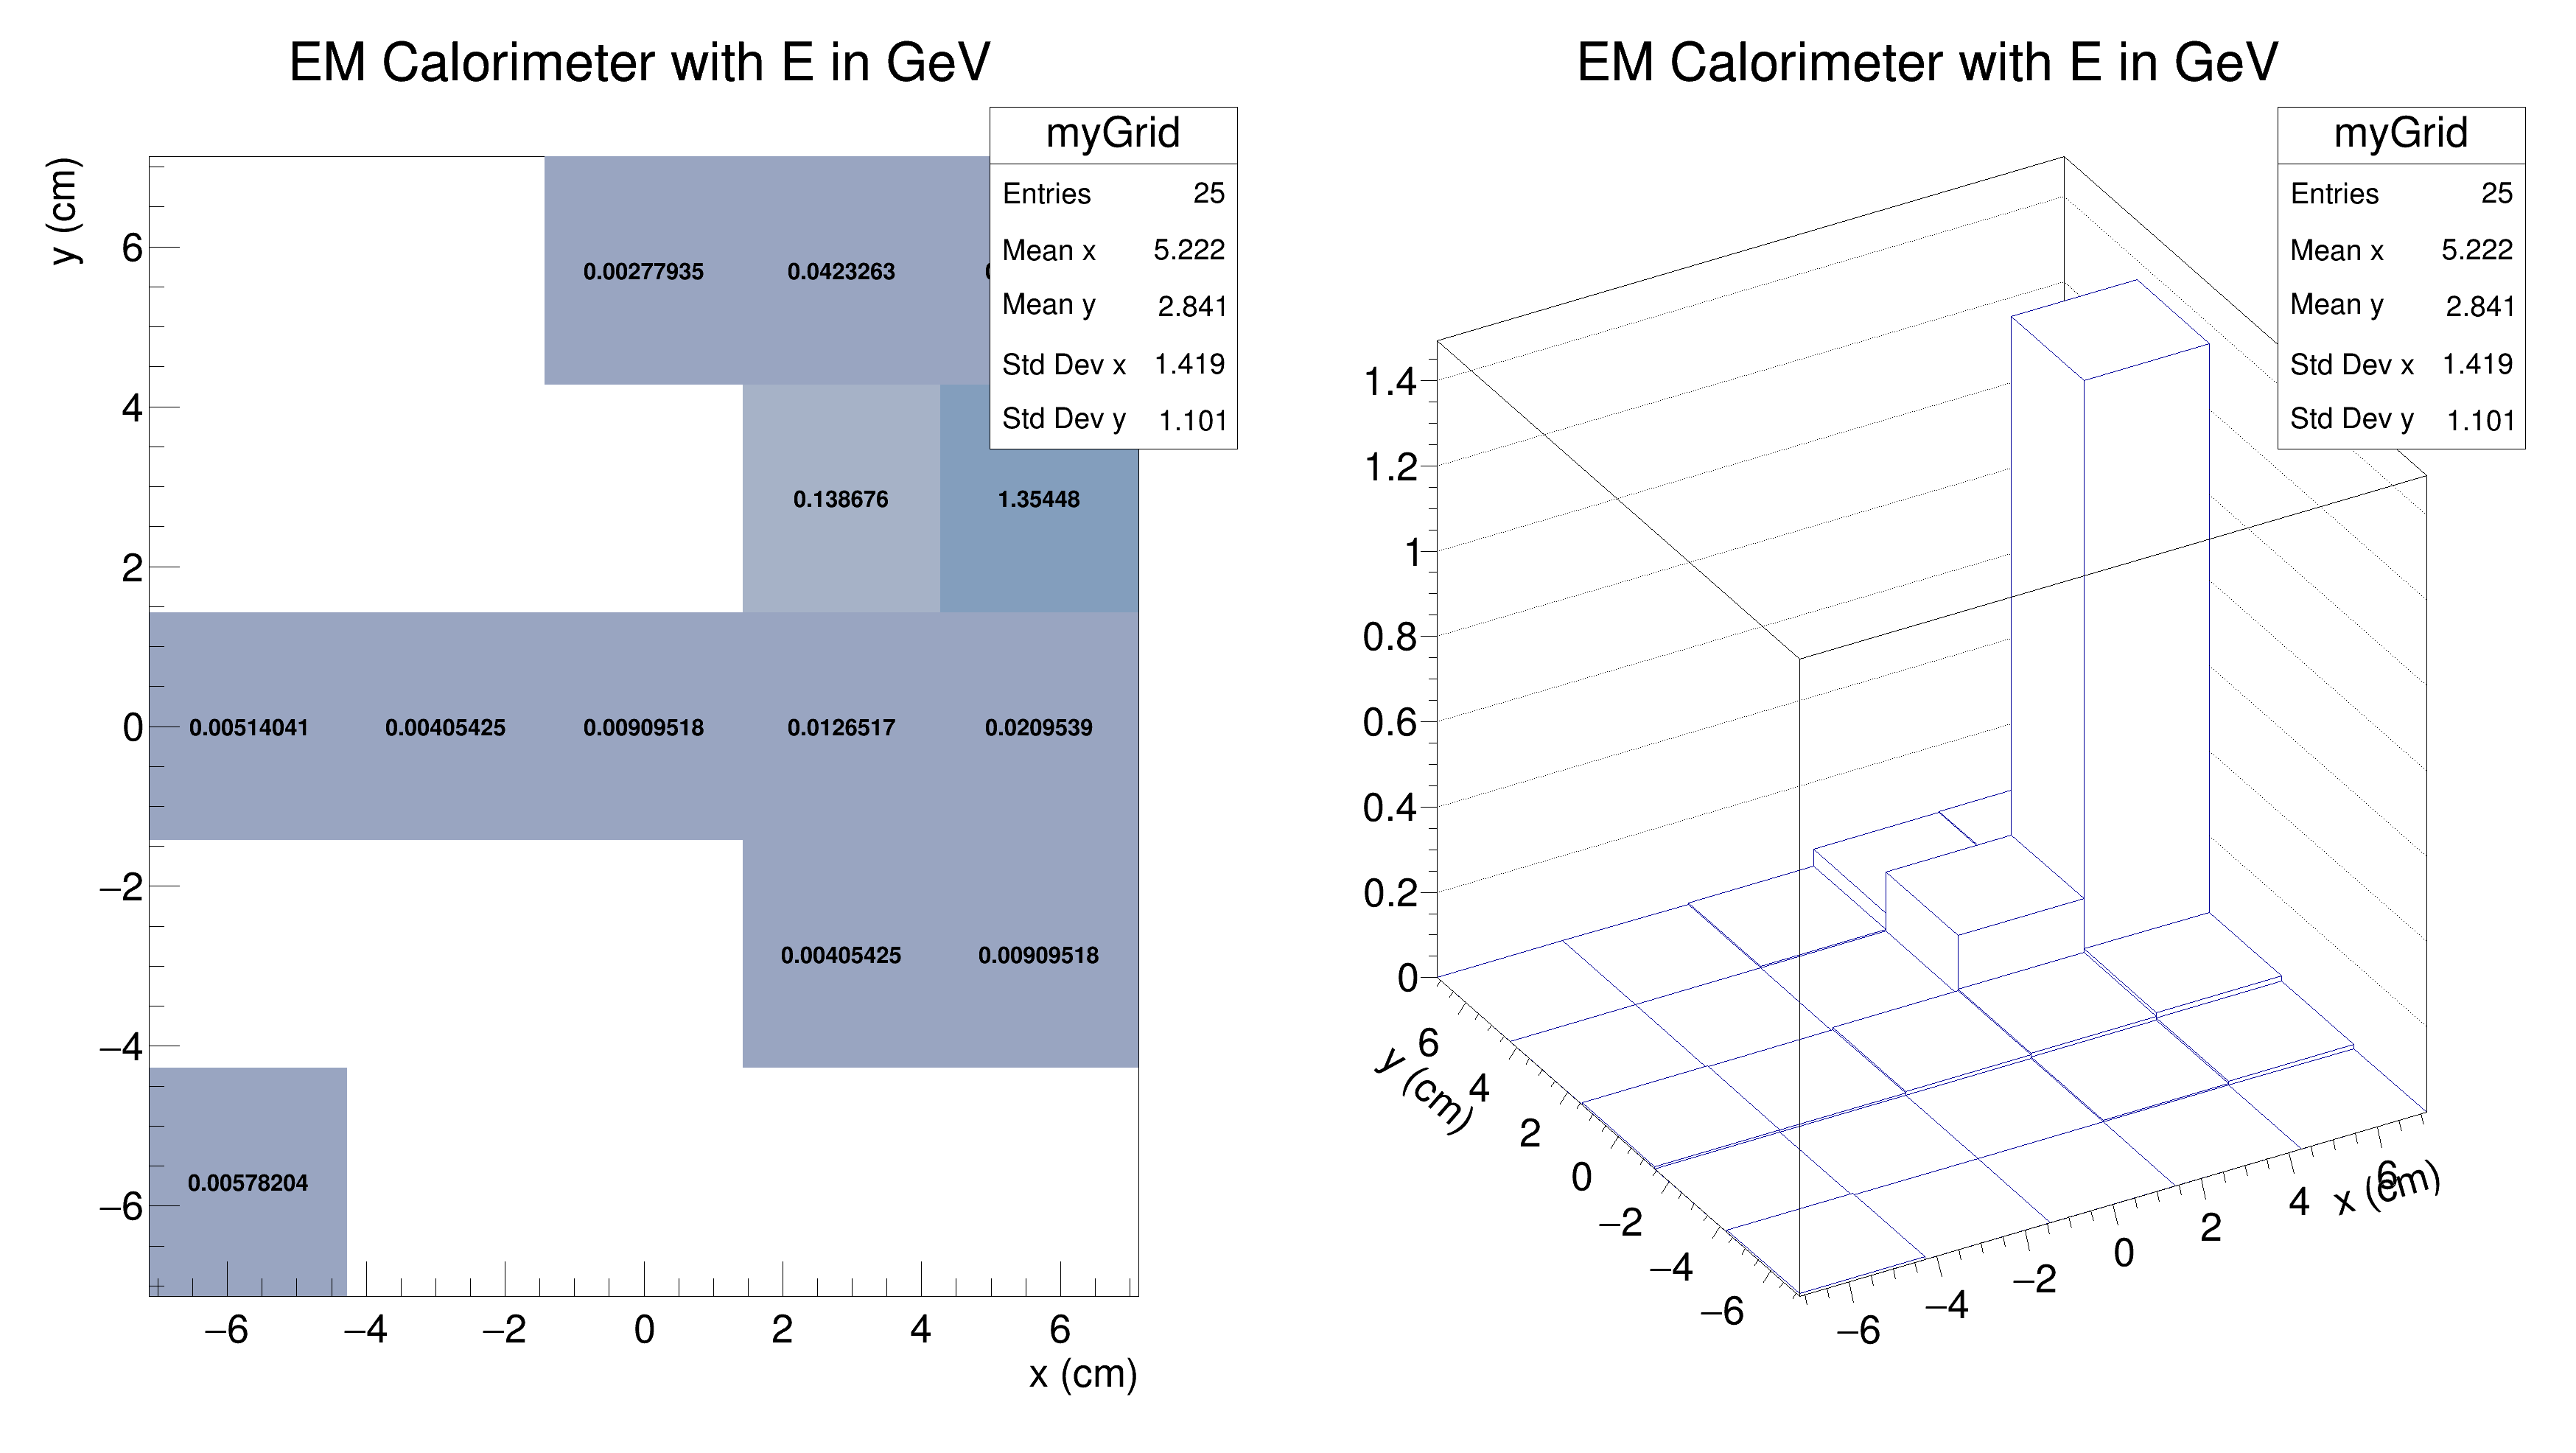 EM Calorimeter with E in GeV
y (cm)
myGrid
Entries 25
Mean x 5.222
Mean y 2.841
Std Dev x 1.419
Std Dev y 1.101
6
4
2
0
−2
−4
−6
0.00277935 0.0423263
0.138676 1.35448
0.00514041 0.00405425 0.00909518 0.0126517 0.0209539
0.00405425 0.00909518
0.00578204
−6 −4 −2 0 2 4 6
x (cm)
EM Calorimeter with E in GeV
myGrid
Entries 25
Mean x 5.222
Mean y 2.841
Std Dev x 1.419
Std Dev y 1.101
1.4
1.2
1
0.8
0.6
0.4
0.2
0
6
4
2
0
−2
−4
−6
y (cm)
−6 −4 −2 0 2 4 6
x (cm)